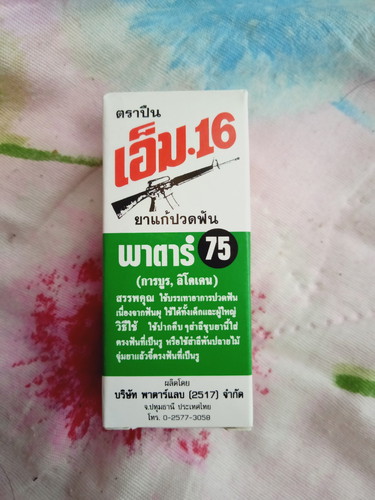 ตราปืน
เอ็ม.16
ยาแก้ปวดฟัน
พาตาร์ 75
(การบูร, ลิโดเคน)
สรรพคุณ ใช้บรรเทาอาการปวดฟัน
เนื่องจากฟันผุ ใช้ได้ทั้งเด็กและผู้ใหญ่
วิธีใช้ ใช้ปากคีบๆสำลีชุบยานี้ใส่
ตรงฟันที่เป็นรู หรือใช้สำลีพันปลายไม้
จุ่มยาแล้วจี้ตรงฟันที่เป็นรู
ผลิตโดย
บริษัท พาตาร์แลบ (2517) จำกัด
จ.ปทุมธานี ประเทศไทย
โทร. 0-2577-3058